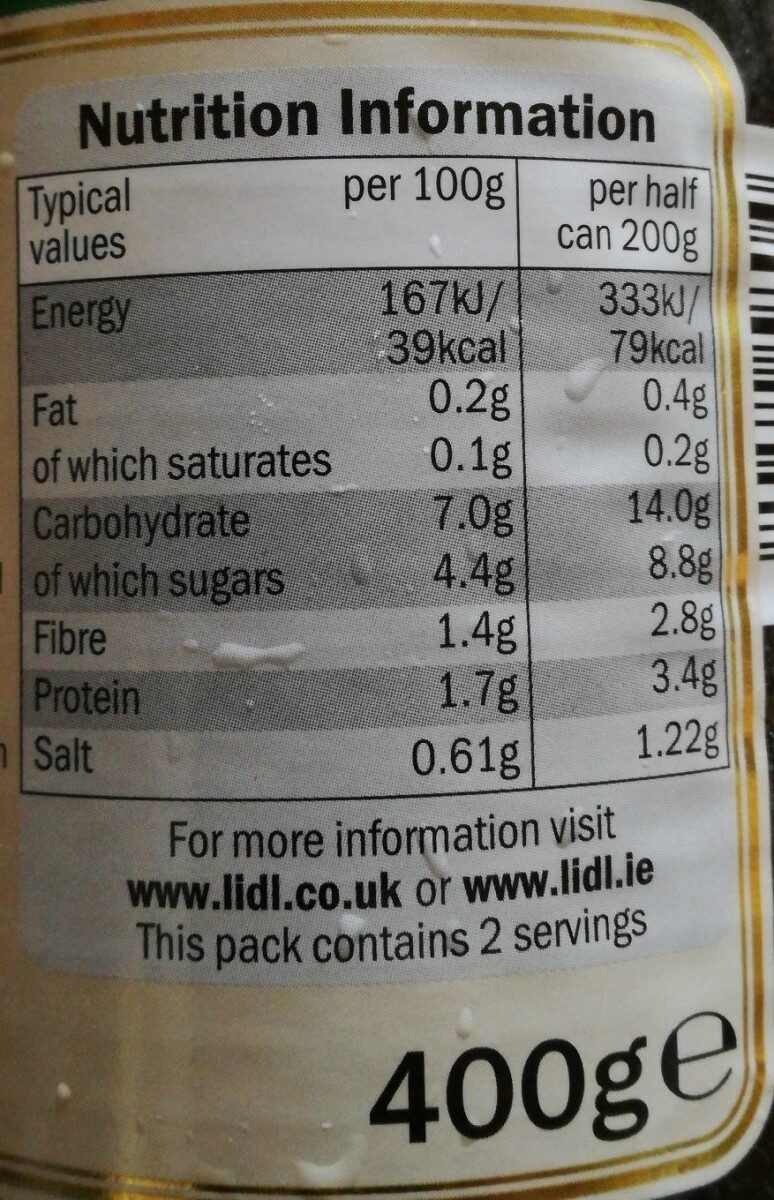 Nutrition Information
Typical values per 100g per half can 200g
Energy 167kJ/ 39kcal 333kJ/ 79kcal
Fat 0.2g 0.4g
of which saturates 0.1g 0.2g
Carbohydrate 7.0g 14.0g
of which sugars 4.4g 8.8g
Fibre 1.4g 2.8g
Protein 1.7g 3.4g
Salt 0.61g 1.22g
For more information visit
www.lidl.co.uk or www.lidl.ie
This pack contains 2 servings
400g℮